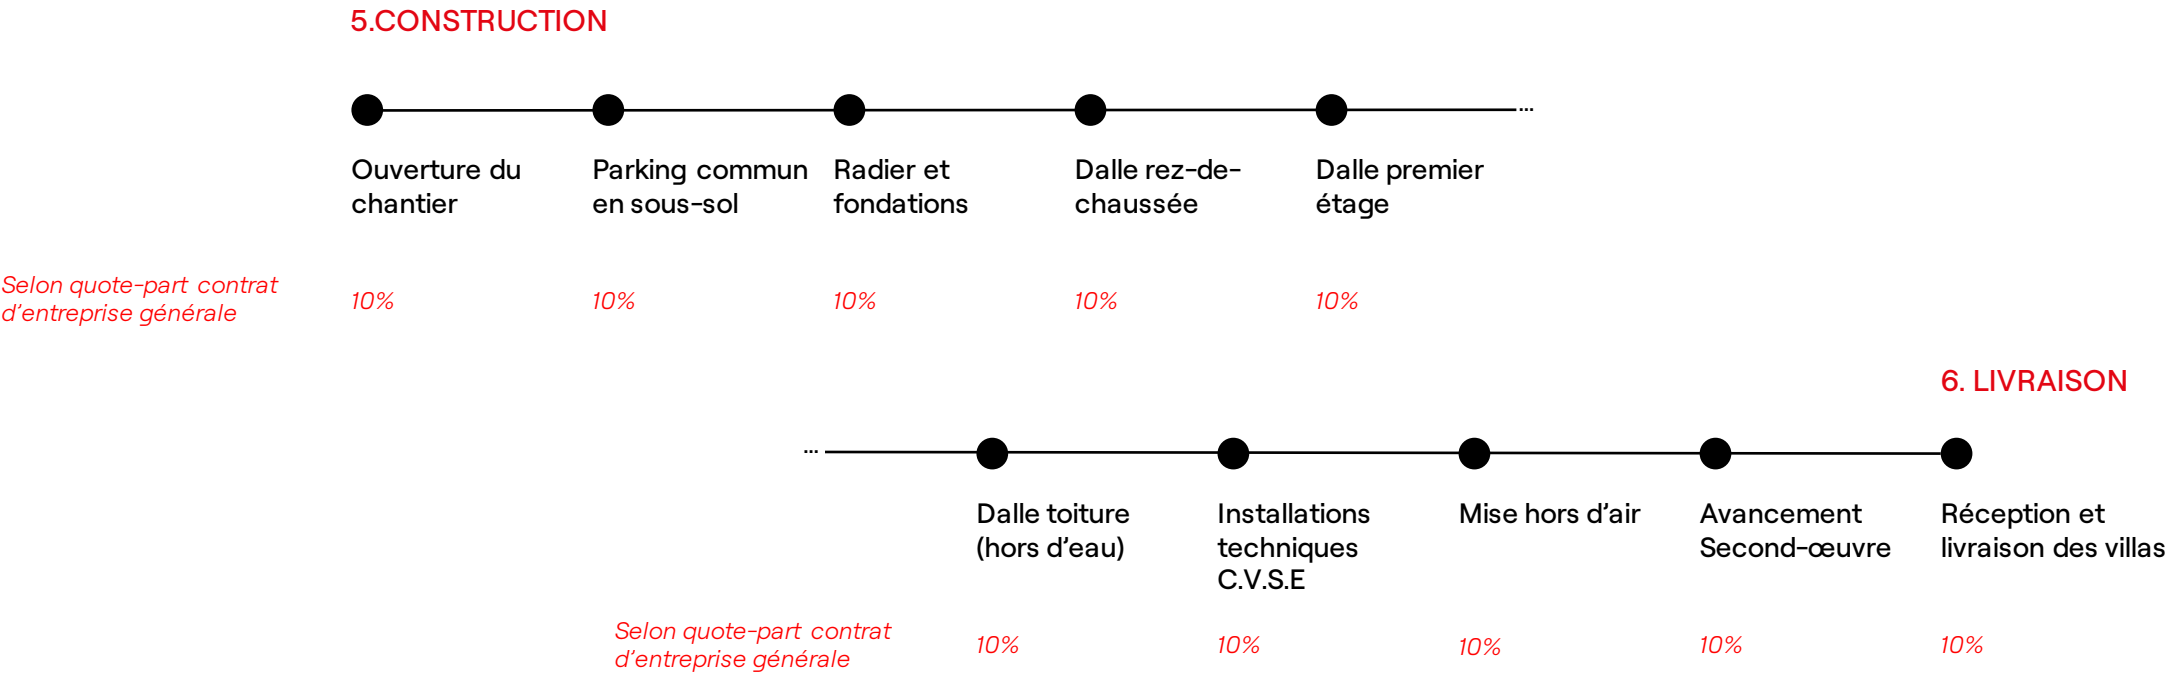 5.CONSTRUCTION
...
Ouverture du
chantier
Parking commun
en sous-sol
Radier et
fondations
Dalle rez-de-
chaussée
Dalle premier
étage
Selon quote-part contrat
d’entreprise générale
10%
10%
10%
10%
10%
6. LIVRAISON
...
Dalle toiture
(hors d’eau)
Installations
techniques
C.V.S.E
Mise hors d’air
Avancement
Second-œuvre
Réception et
livraison des villas
Selon quote-part contrat
d’entreprise générale
10%
10%
10%
10%
10%